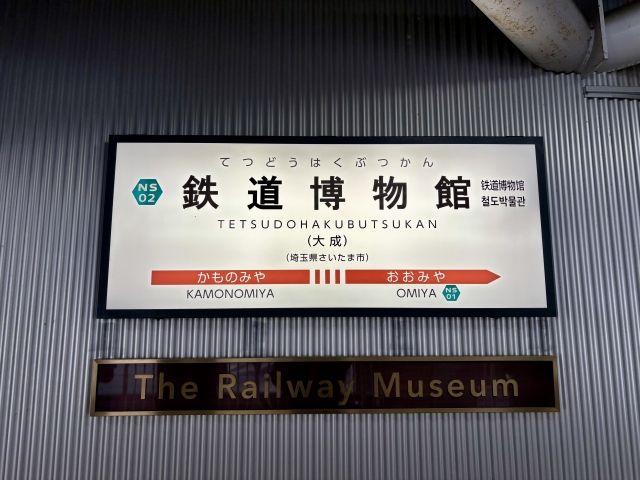 てつどうはくぶつかん
NS
02
鉄道博物館
铁道博物馆
철도박물관
TETSUDOHAKUBUTSUKAN
(大成)
(埼玉県さいたま市)
かものみや おおみや
KAMONOMIYA OMIYA NS
01
The Railway Museum